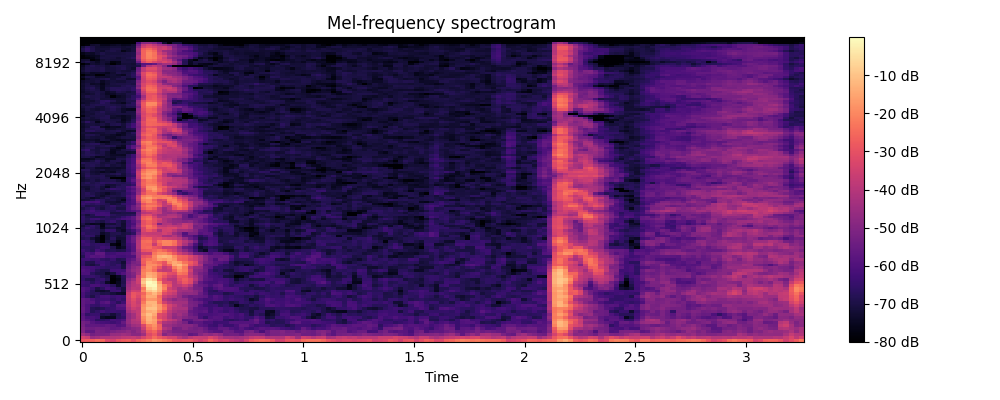 Mel-frequency spectrogram
Hz
8192
4096
2048
1024
512
0
0 0.5 1 1.5 2 2.5 3
Time
-10 dB
-20 dB
-30 dB
-40 dB
-50 dB
-60 dB
-70 dB
-80 dB